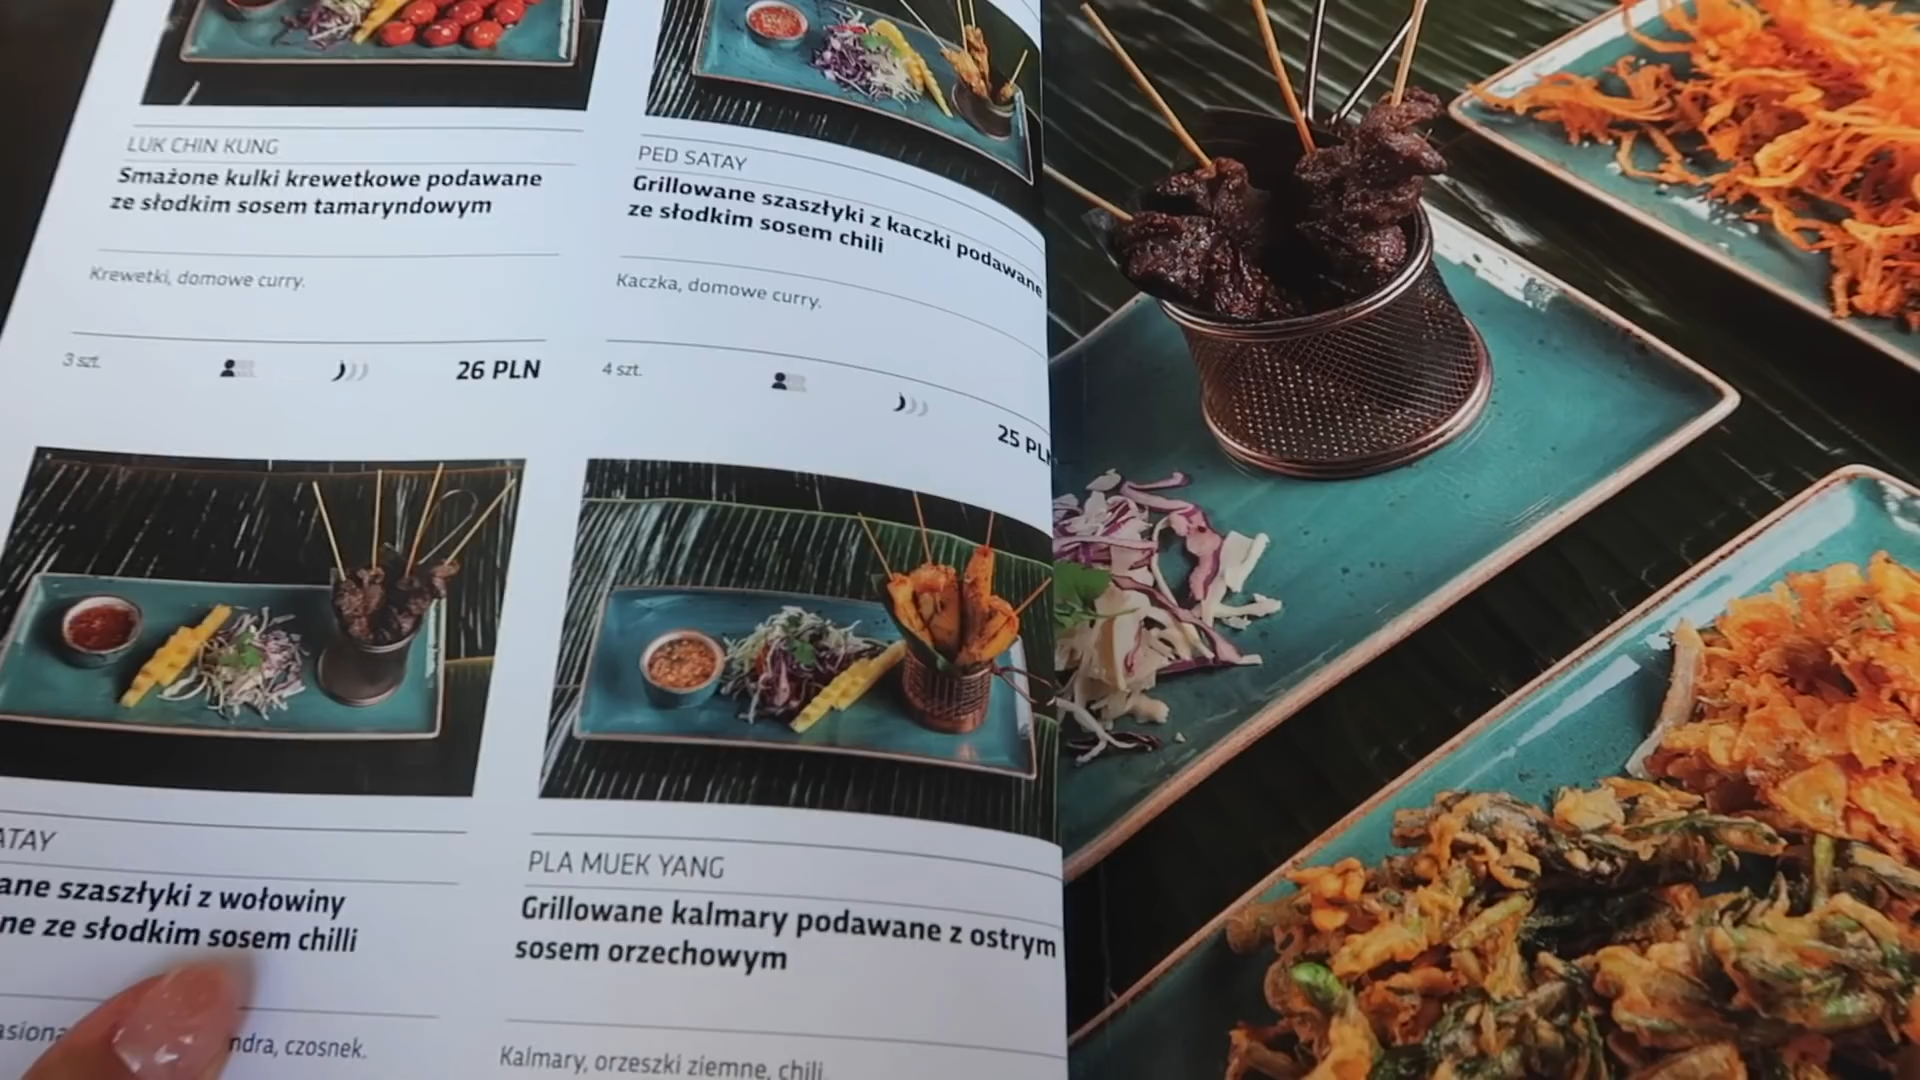 LUK CHIN KUNG
Smażone kulki krewetkowe podawane
ze słodkim sosem tamaryndowym
Krewetki, domowe curry.
3 szt.
26 PLN
PED SATAY
Grillowane szaszłyki z kaczki podawane
ze słodkim sosem chili
Kaczka, domowe curry.
4 szt.
25 PLN
ATAY
ane szaszłyki z wołowiny
ne ze słodkim sosem chilli
ndra, czosnek.
PLA MUEK YANG
Grillowane kalmary podawane z ostrym
sosem orzechowym
Kalmary, orzeszki ziemne, chili.